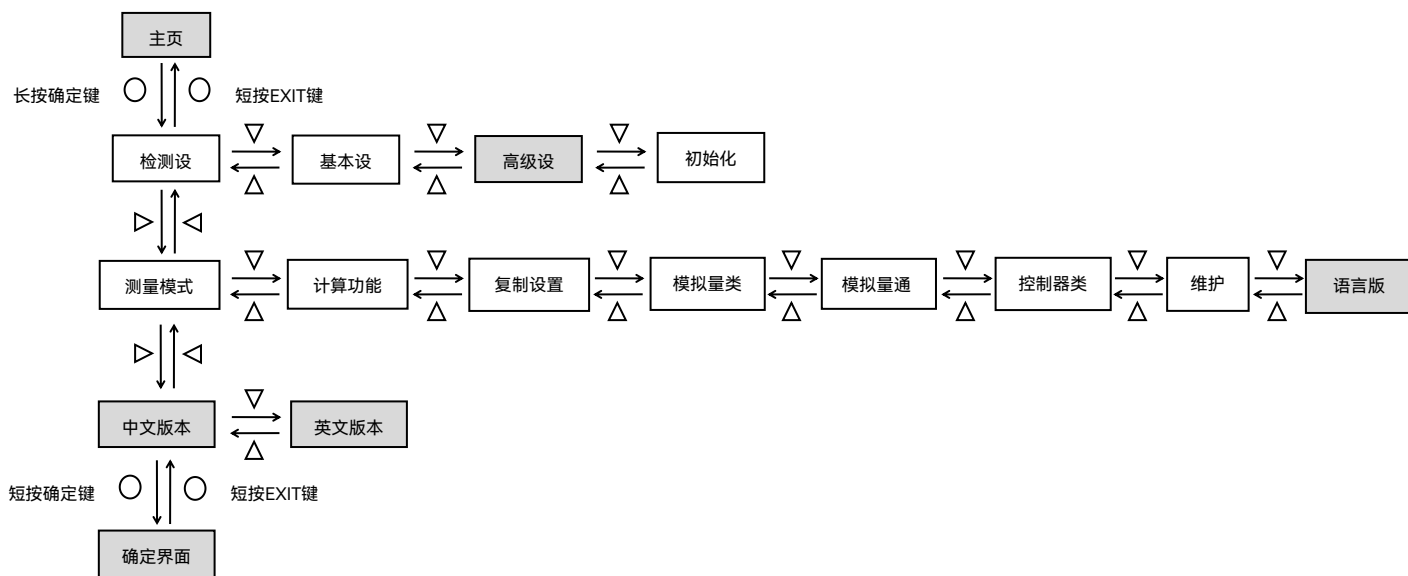 主页
长按确定键
短按EXIT键
检测设
基本设
高级设
初始化
测量模式
计算功能
复制设置
模拟量类
模拟量通
控制器类
维护
语言版
中文版本
英文版本
短按确定键
短按EXIT键
确定界面